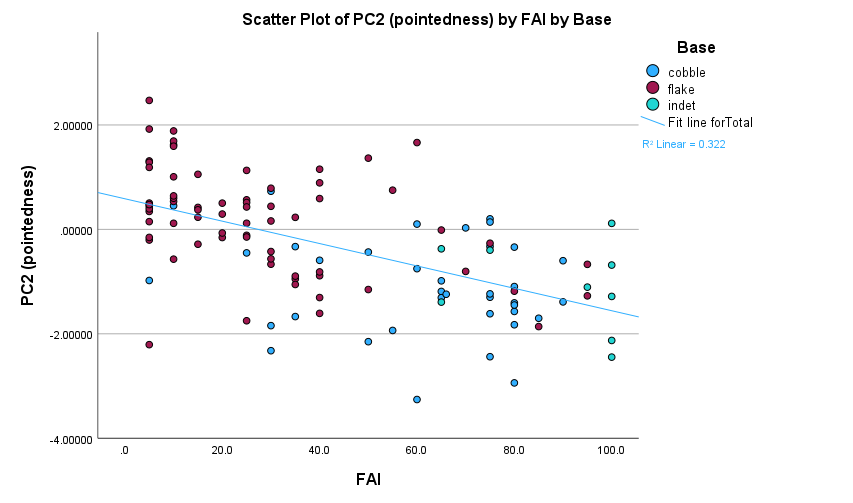 Scatter Plot of PC2 (pointedness) by FAI by Base
Base
cobble
flake
indet
Fit line forTotal
R² Linear = 0.322
PC2 (pointedness)
2.00000
.00000
-2.00000
-4.00000
.0 20.0 40.0 60.0 80.0 100.0
FAI